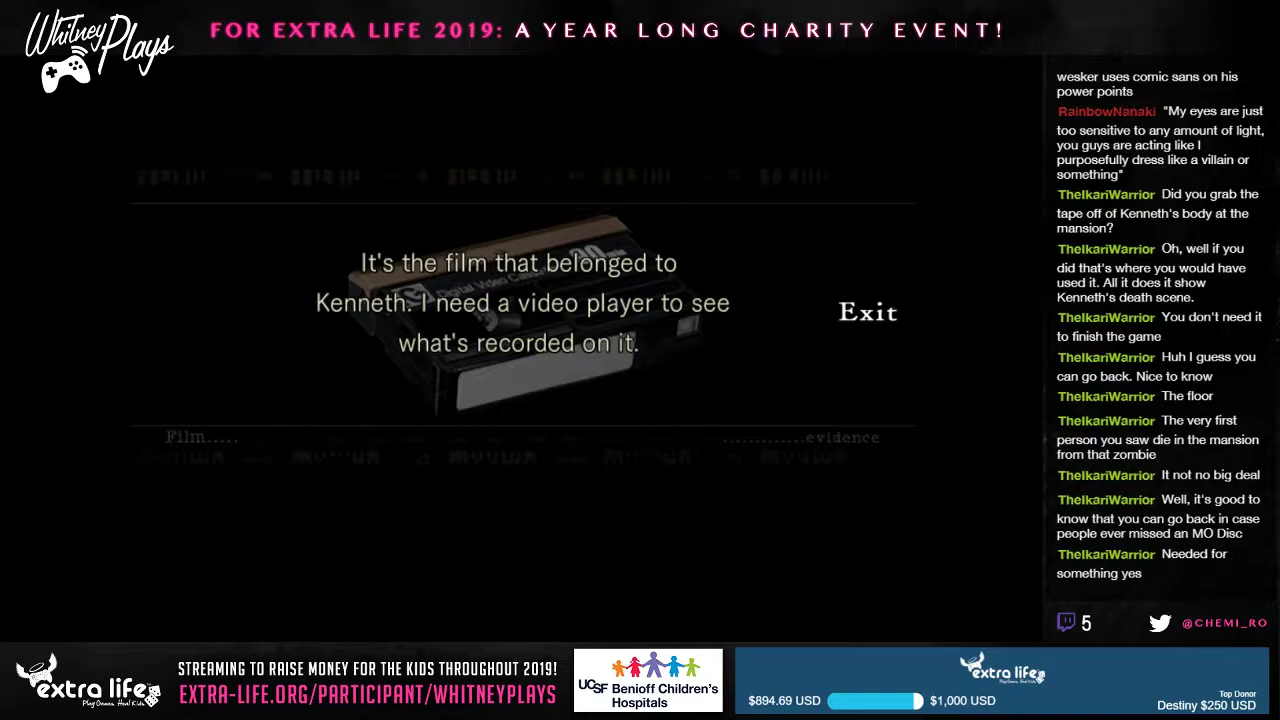 Whitney Plays
FOR EXTRA LIFE 2019: A YEAR LONG CHARITY EVENT!
It's the film that belonged to
Kenneth. I need a video player to see
what's recorded on it.
Exit
Digital Video
Film.....
............evidence
wesker uses comic sans on his
power points
RainbowNanaki "My eyes are just
too sensitive to any amount of light,
you guys are acting like I
purposefully dress like a villain or
something"
TheIkariWarrior Did you grab the
tape off of Kenneth's body at the
mansion?
TheIkariWarrior Oh, well if you
did that's where you would have
used it. All it does it show
Kenneth's death scene.
TheIkariWarrior You don't need it
to finish the game
TheIkariWarrior Huh I guess you
can go back. Nice to know
TheIkariWarrior The floor
TheIkariWarrior The very first
person you saw die in the mansion
from that zombie
TheIkariWarrior It not no big deal
TheIkariWarrior Well, it's good to
know that you can go back in case
people ever missed an MO Disc
TheIkariWarrior Needed for
something yes
5
@CHEMI_RO
extra life
Play Games. Heal Kids.
STREAMING TO RAISE MONEY FOR THE KIDS THROUGHOUT 2019!
EXTRA-LIFE.ORG/PARTICIPANT/WHITNEYPLAYS
UCSF Benioff Children's
Hospitals
extra life
Play Games. Heal Kids.
$894.69 USD
$1,000 USD
Top Donor
Destiny $250 USD